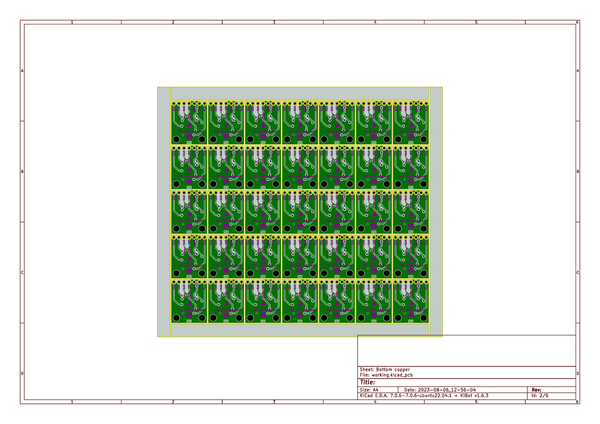 1 2 3 4 5 6
A A
B B
C C
D D
Sheet: Bottom copper
File: working.kicad_pcb
Title:
Size: A4 Date: 2023-08-06_12-56-04 Rev:
KiCad E.D.A. 7.0.6-7.0.6~ubuntu22.04.1 + KiBot v1.6.3 Id: 2/6
1 2 3 4 5 6